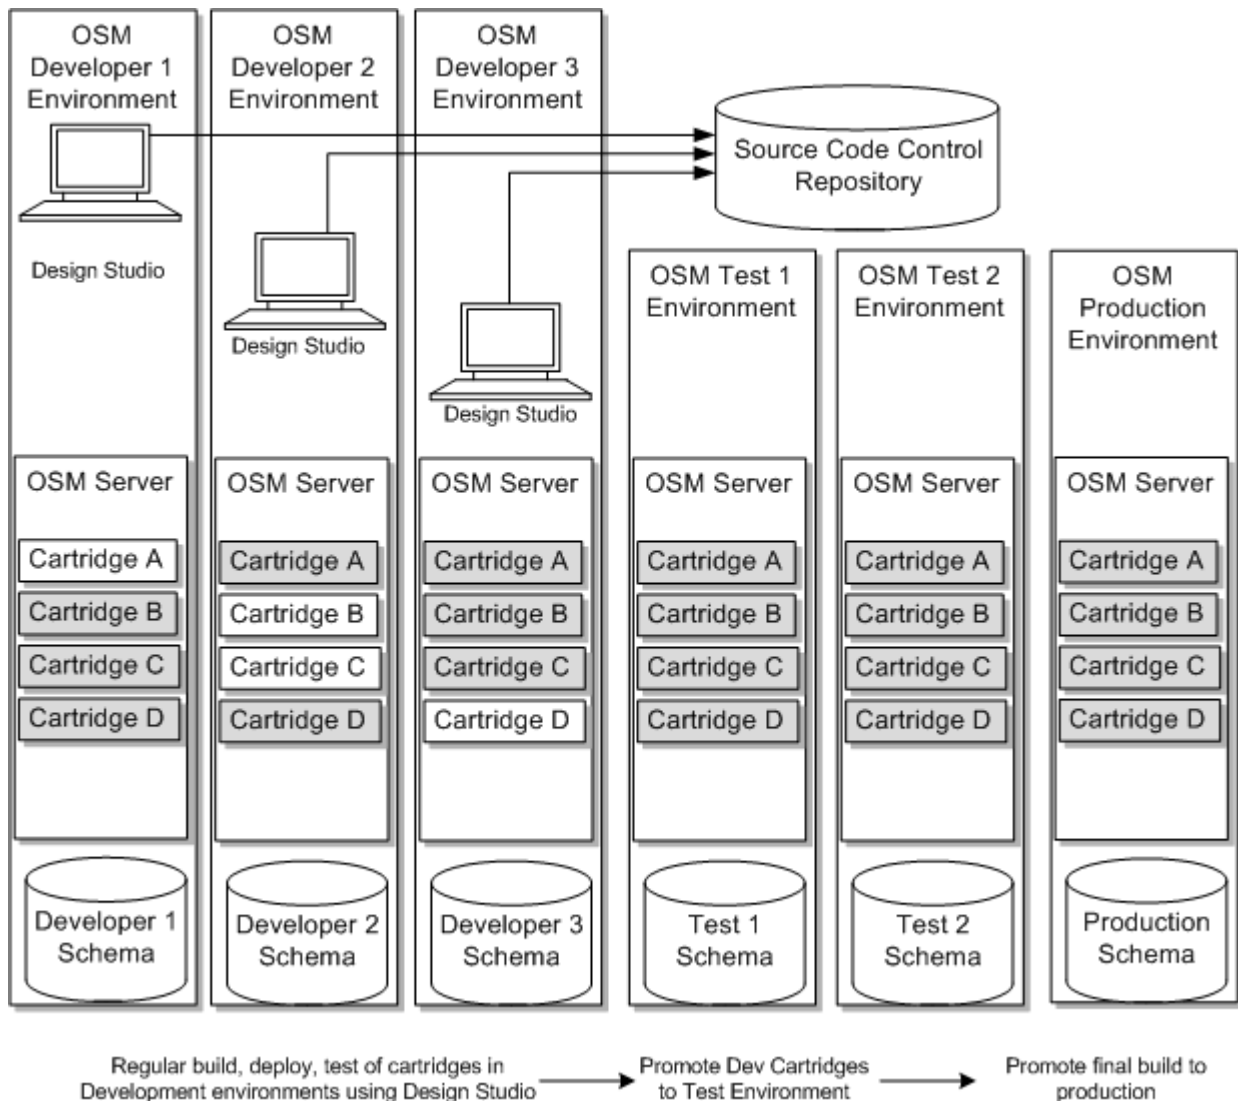 OSM
Developer 1
Environment
OSM
Developer 2
Environment
OSM
Developer 3
Environment
Source Code Control
Repository
Design Studio
Design Studio
Design Studio
OSM Test 1
Environment
OSM Test 2
Environment
OSM
Production
Environment
OSM Server
Cartridge A
Cartridge B
Cartridge C
Cartridge D
OSM Server
Cartridge A
Cartridge B
Cartridge C
Cartridge D
OSM Server
Cartridge A
Cartridge B
Cartridge C
Cartridge D
OSM Server
Cartridge A
Cartridge B
Cartridge C
Cartridge D
OSM Server
Cartridge A
Cartridge B
Cartridge C
Cartridge D
OSM Server
Cartridge A
Cartridge B
Cartridge C
Cartridge D
Developer 1
Schema
Developer 2
Schema
Developer 3
Schema
Test 1
Schema
Test 2
Schema
Production
Schema
Regular build, deploy, test of cartridges in
Development environments using Design Studio
Promote Dev Cartridges
to Test Environment
Promote final build to
production